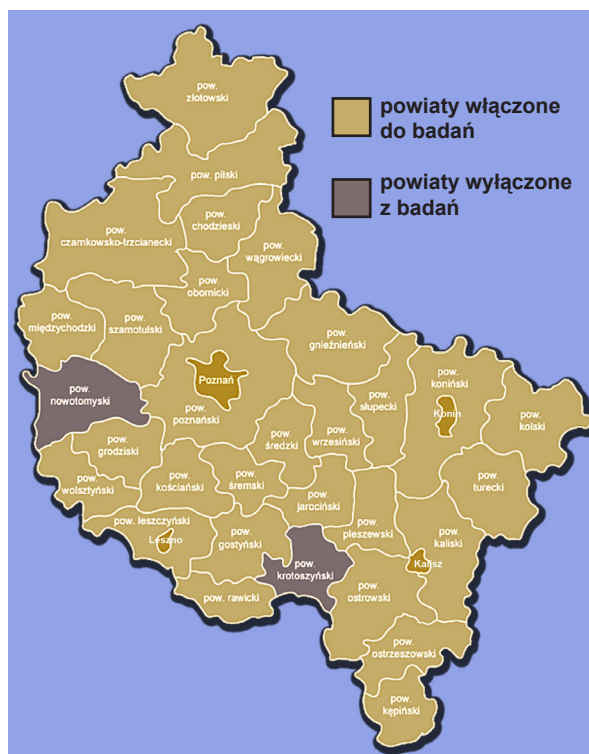 pow.
złotowski
powiaty włączone
do badań
pow. pilski
powiaty wyłączone
z badań
pow.
chodzieski
pow.
czarnkowsko-trzcianecki
pow.
wągrowiecki
pow.
obornicki
pow.
międzychodzki
pow.
szamotulski
pow.
gnieźnieński
pow.
koniński
Poznań
pow.
nowotomyski
pow.
słupecki
Konin
pow.
kolski
pow.
poznański
pow.
grodziski
pow.
średzki
pow.
wrzesiński
pow.
wolsztyński
pow.
kościański
pow.
śremski
pow.
turecki
pow.
jarociński
pow. leszczyński
Leszno
pow.
gostyński
pow.
pleszewski
pow.
kaliski
Kalisz
pow.
krotoszyński
pow. rawicki
pow.
ostrowski
pow.
ostrzeszowski
pow.
kępiński